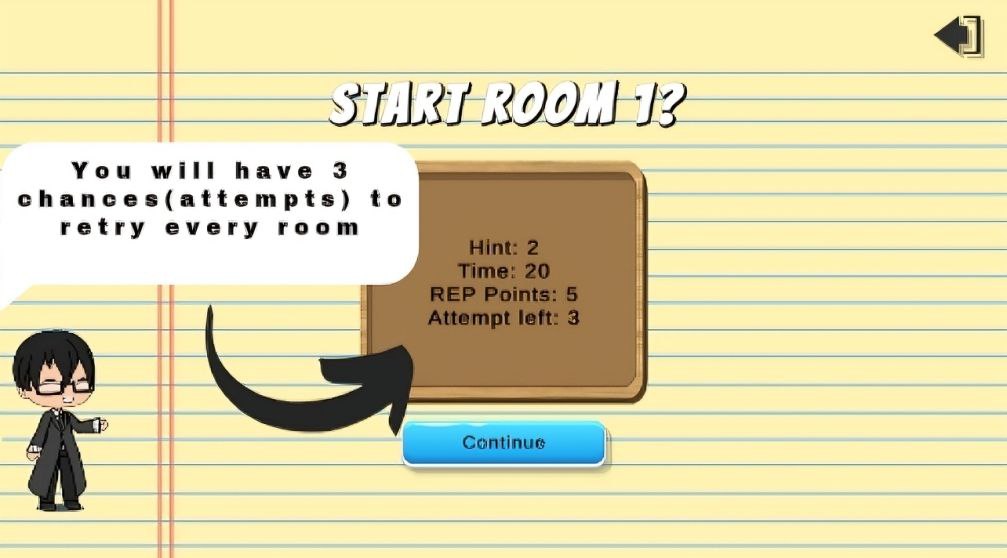 START ROOM 1?
You will have 3
chances(attempts) to
retry every room
Hint: 2
Time: 20
REP Points: 5
Attempt left: 3
Continue